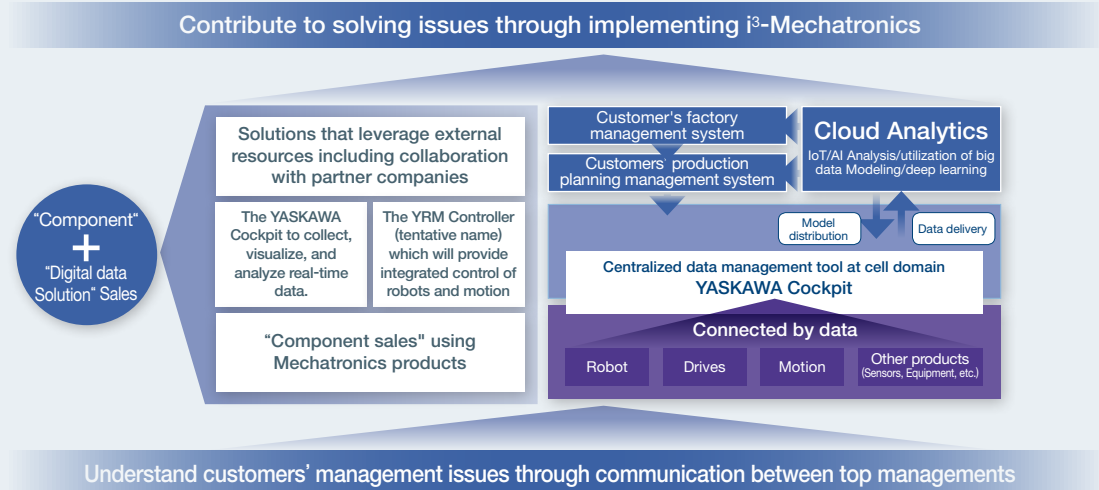 Contribute to solving issues through implementing i³-Mechatronics
"Component"
+
"Digital data
Solution" Sales
Solutions that leverage external
resources including collaboration
with partner companies
The YASKAWA
Cockpit to collect,
visualize, and
analyze real-time
data.
The YRM Controller
(tentative name)
which will provide
integrated control of
robots and motion
"Component sales" using
Mechatronics products
Customer's factory
management system
Customers' production
planning management system
Cloud Analytics
IoT/AI Analysis/utilization of big
data Modeling/deep learning
Model
distribution
Data delivery
Centralized data management tool at cell domain
YASKAWA Cockpit
Connected by data
Robot
Drives
Motion
Other products
(Sensors, Equipment, etc.)
Understand customers' management issues through communication between top managements